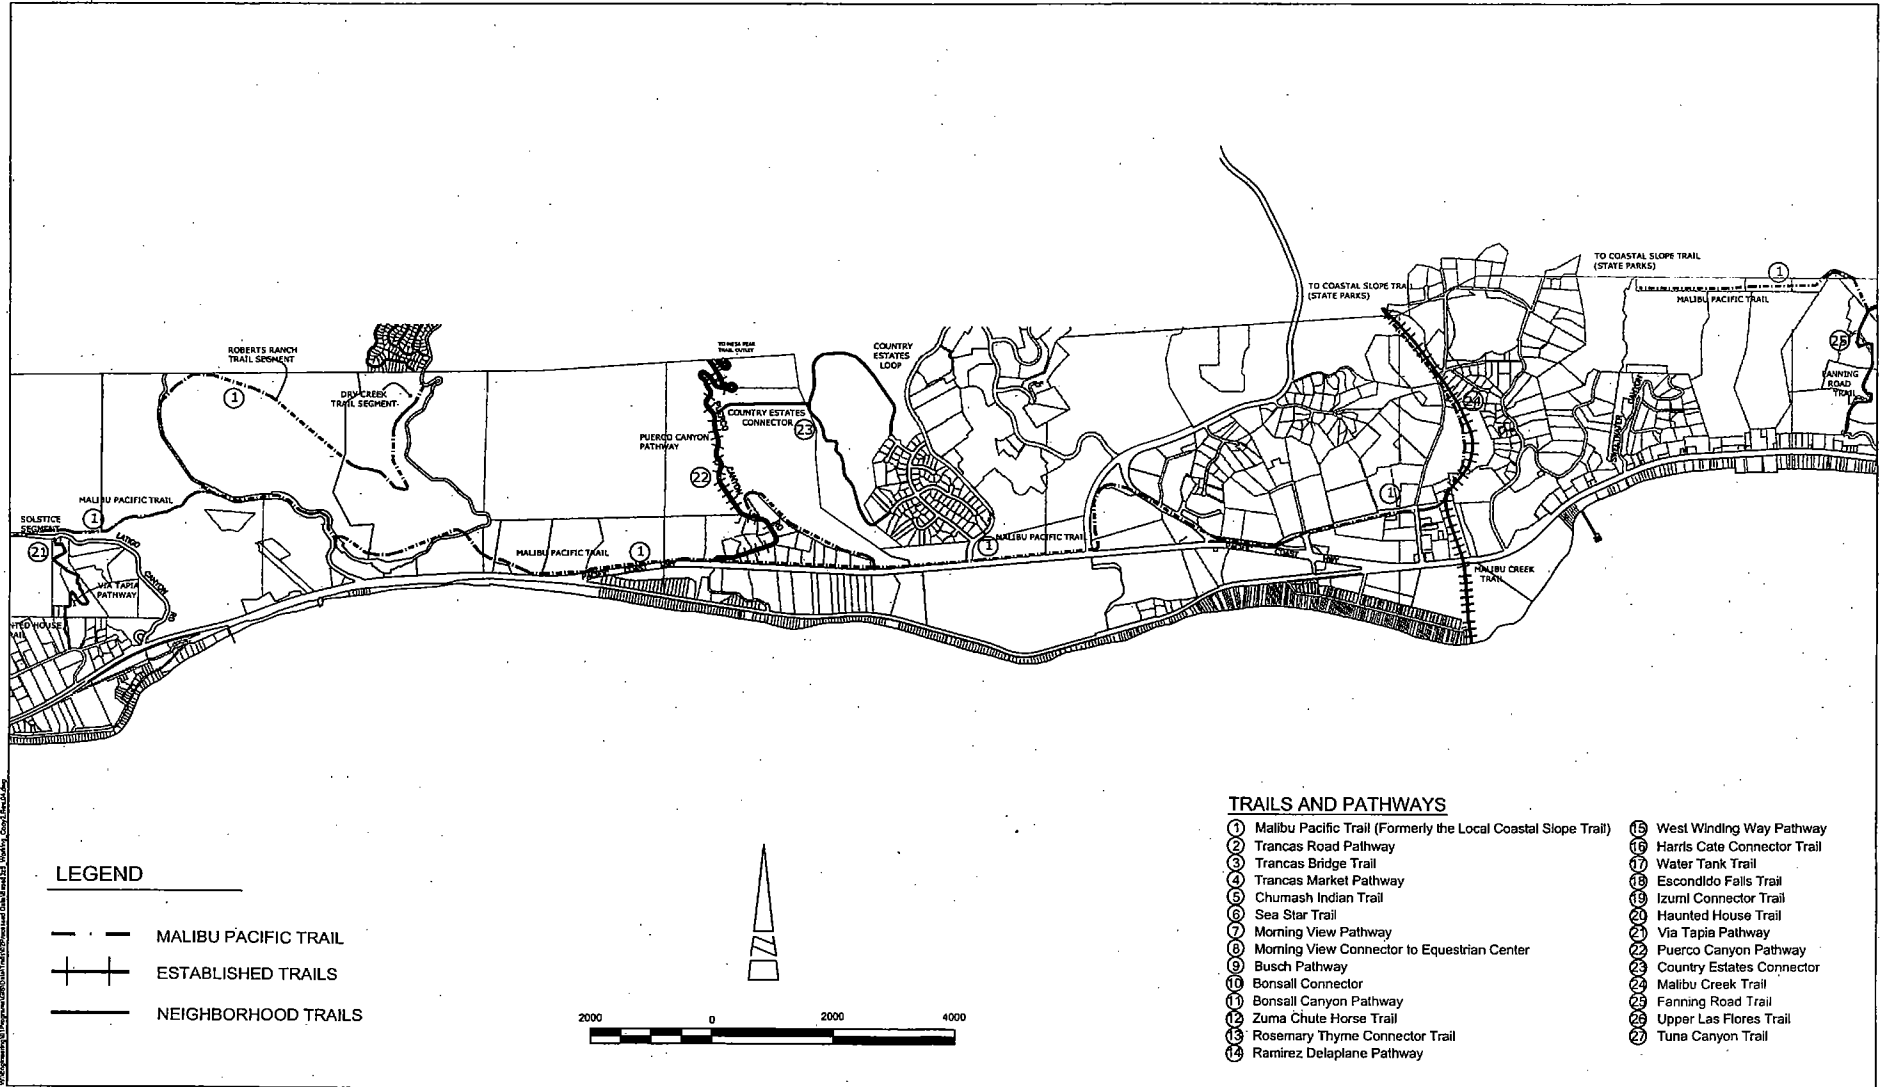 TO COASTAL SLOPE TRAIL
(STATE PARKS)
1
TO COASTAL SLOPE TRAIL
(STATE PARKS)
MALIBU PACIFIC TRAIL
25
FANNING
ROAD
TRAIL
ROBERTS RANCH
TRAIL SEGMENT
1
DRY CREEK
TRAIL SEGMENT
COUNTRY
ESTATES
LOOP
COUNTRY ESTATES
CONNECTOR
23
PUERCO CANYON
PATHWAY
22
CANYON
24
1
MALIBU PACIFIC TRAIL
1
SOLSTICE
SEGMENT
21
LATIGO
CANYON
RD
VIA TAPIA
PATHWAY
MALIBU PACIFIC TRAIL
1
1
MALIBU PACIFIC TRAIL
COAST
HWY
MALIBU CREEK
TRAIL
LEGEND
MALIBU PACIFIC TRAIL
ESTABLISHED TRAILS
NEIGHBORHOOD TRAILS
2000
0
2000
4000
TRAILS AND PATHWAYS
1 Malibu Pacific Trail (Formerly the Local Coastal Slope Trail)
2 Trancas Road Pathway
3 Trancas Bridge Trail
4 Trancas Market Pathway
5 Chumash Indian Trail
6 Sea Star Trail
7 Morning View Pathway
8 Morning View Connector to Equestrian Center
9 Busch Pathway
10 Bonsall Connector
11 Bonsall Canyon Pathway
12 Zuma Chute Horse Trail
13 Rosemary Thyme Connector Trail
14 Ramirez Delaplane Pathway
15 West Winding Way Pathway
16 Harris Cate Connector Trail
17 Water Tank Trail
18 Escondido Falls Trail
19 Izumi Connector Trail
20 Haunted House Trail
21 Via Tapia Pathway
22 Puerco Canyon Pathway
23 Country Estates Connector
24 Malibu Creek Trail
25 Fanning Road Trail
26 Upper Las Flores Trail
27 Tuna Canyon Trail